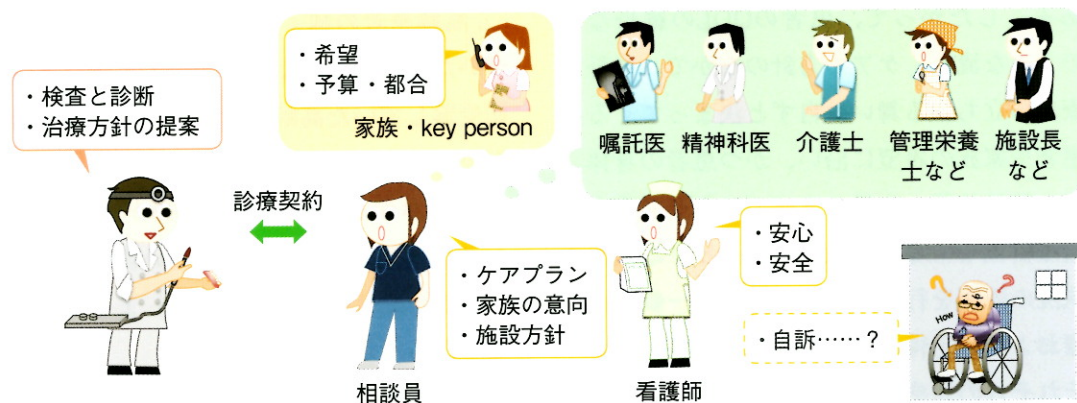 ・希望
・予算・都合
家族・key person
・検査と診断
・治療方針の提案
嘱託医
精神科医
介護士
管理栄養
士など
施設長
など
診療契約
・ケアプラン
・家族の意向
・施設方針
・安心
・安全
How
・自訴……？
相談員
看護師